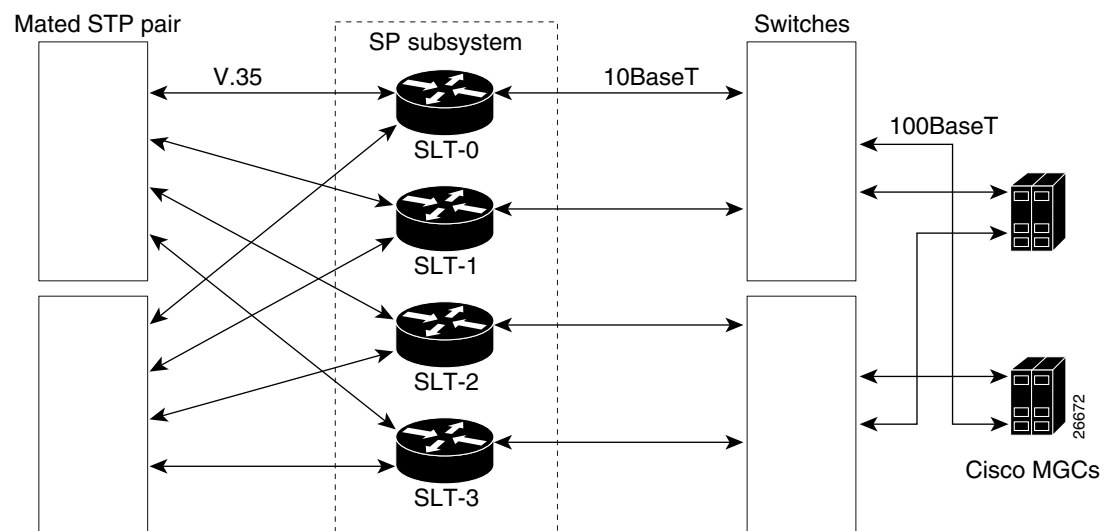 Mated STP pair
SP subsystem
Switches
V.35
10BaseT
100BaseT
SLT-0
SLT-1
SLT-2
SLT-3
26672
Cisco MGCs